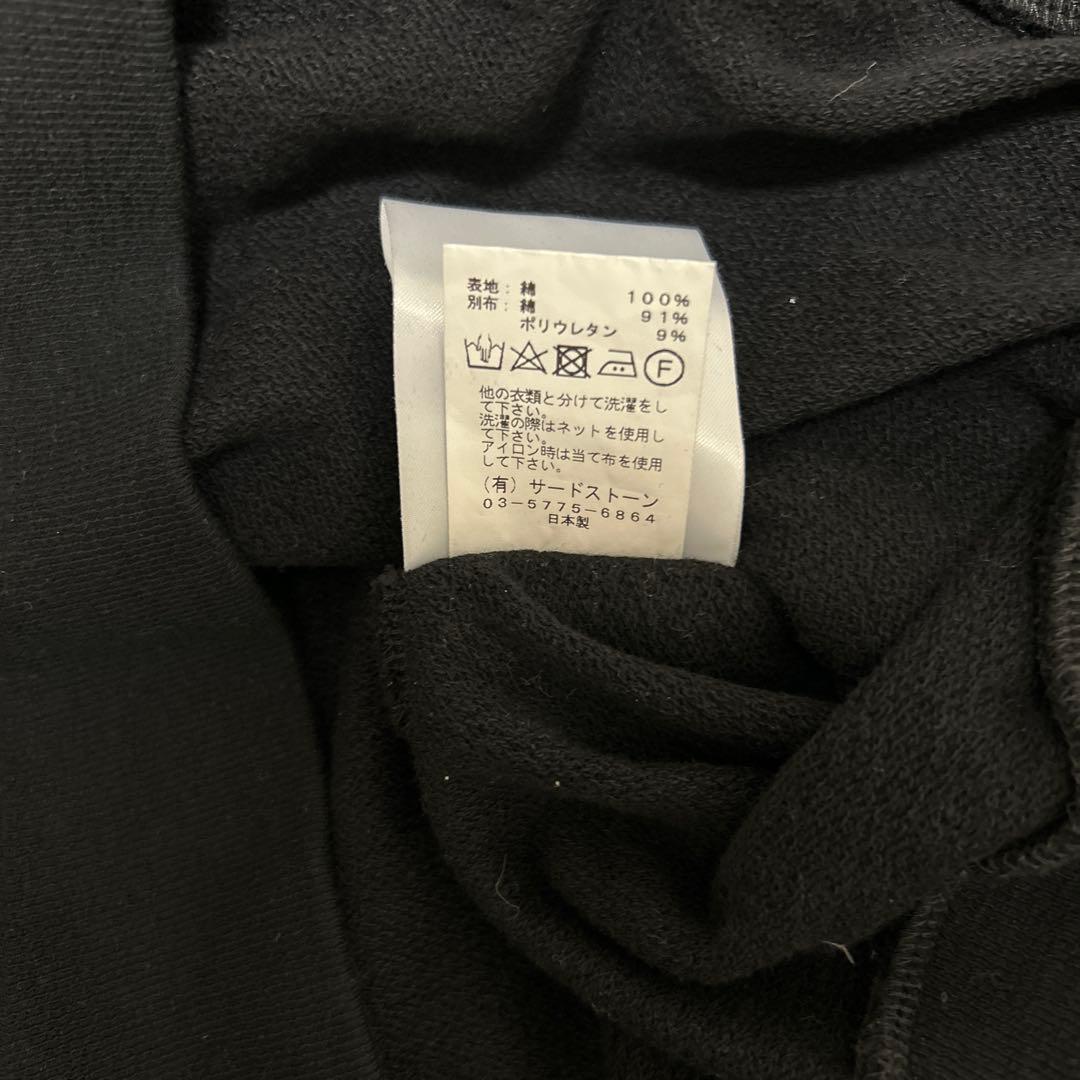 表地：綿 100%
別布：綿 91%
ポリウレタン 9%
F
他の衣類と分けて洗濯をし
て下さい。
洗濯の際はネットを使用し
て下さい。
アイロン時は当て布を使用
して下さい。
(有)サードストーン
03-5775-6864
日本製